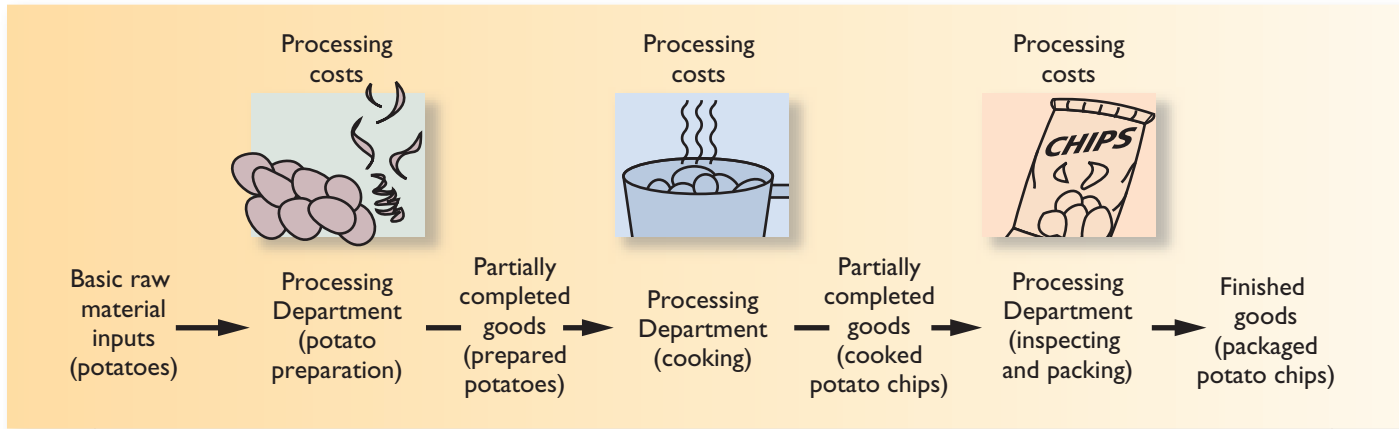 Processing
costs
Processing
costs
Processing
costs
CHIPS
Basic raw
material
inputs
(potatoes)
Processing
Department
(potato
preparation)
Partially
completed
goods
(prepared
potatoes)
Processing
Department
(cooking)
Partially
completed
goods
(cooked
potato chips)
Processing
Department
(inspecting
and packing)
Finished
goods
(packaged
potato chips)